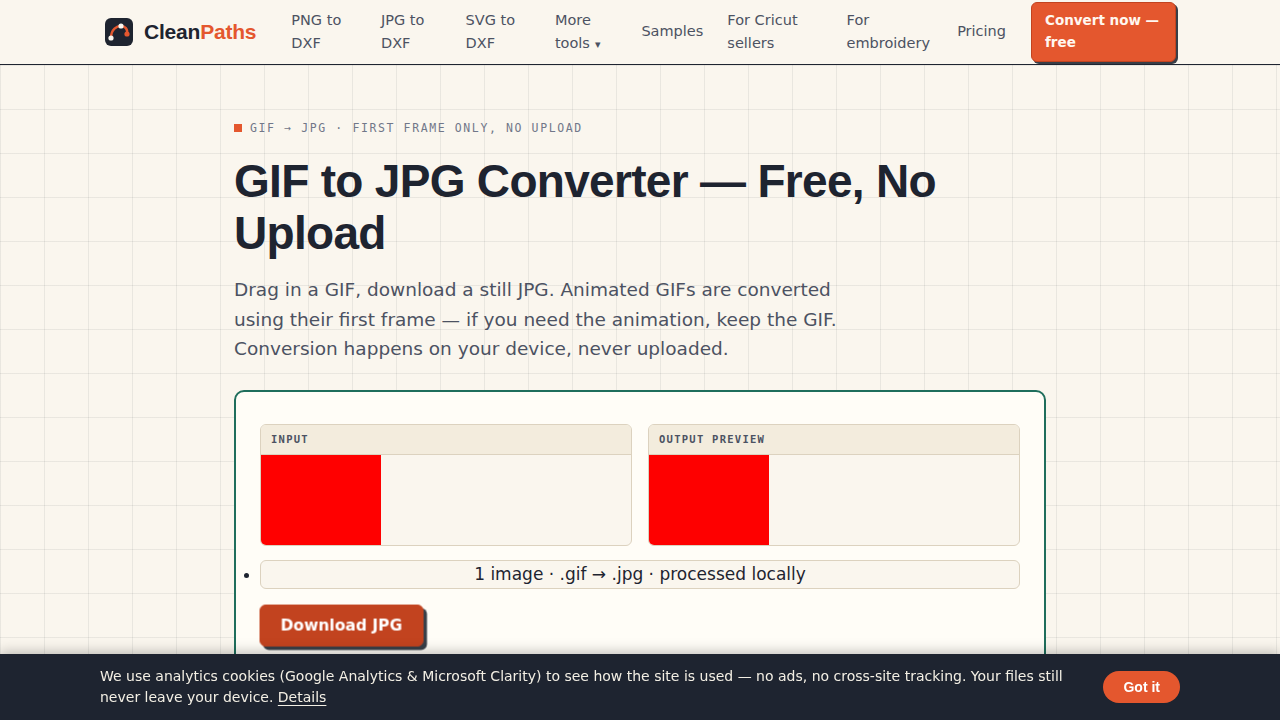 CleanPaths
PNG to DXF
JPG to DXF
SVG to DXF
More tools ▾
Samples
For Cricut sellers
For embroidery
Pricing
Convert now — free
GIF → JPG · FIRST FRAME ONLY, NO UPLOAD
GIF to JPG Converter — Free, No
Upload
Drag in a GIF, download a still JPG. Animated GIFs are converted
using their first frame — if you need the animation, keep the GIF.
Conversion happens on your device, never uploaded.
INPUT
OUTPUT PREVIEW
1 image · .gif → .jpg · processed locally
Download JPG
We use analytics cookies (Google Analytics & Microsoft Clarity) to see how the site is used — no ads, no cross-site tracking. Your files still
never leave your device. Details
Got it